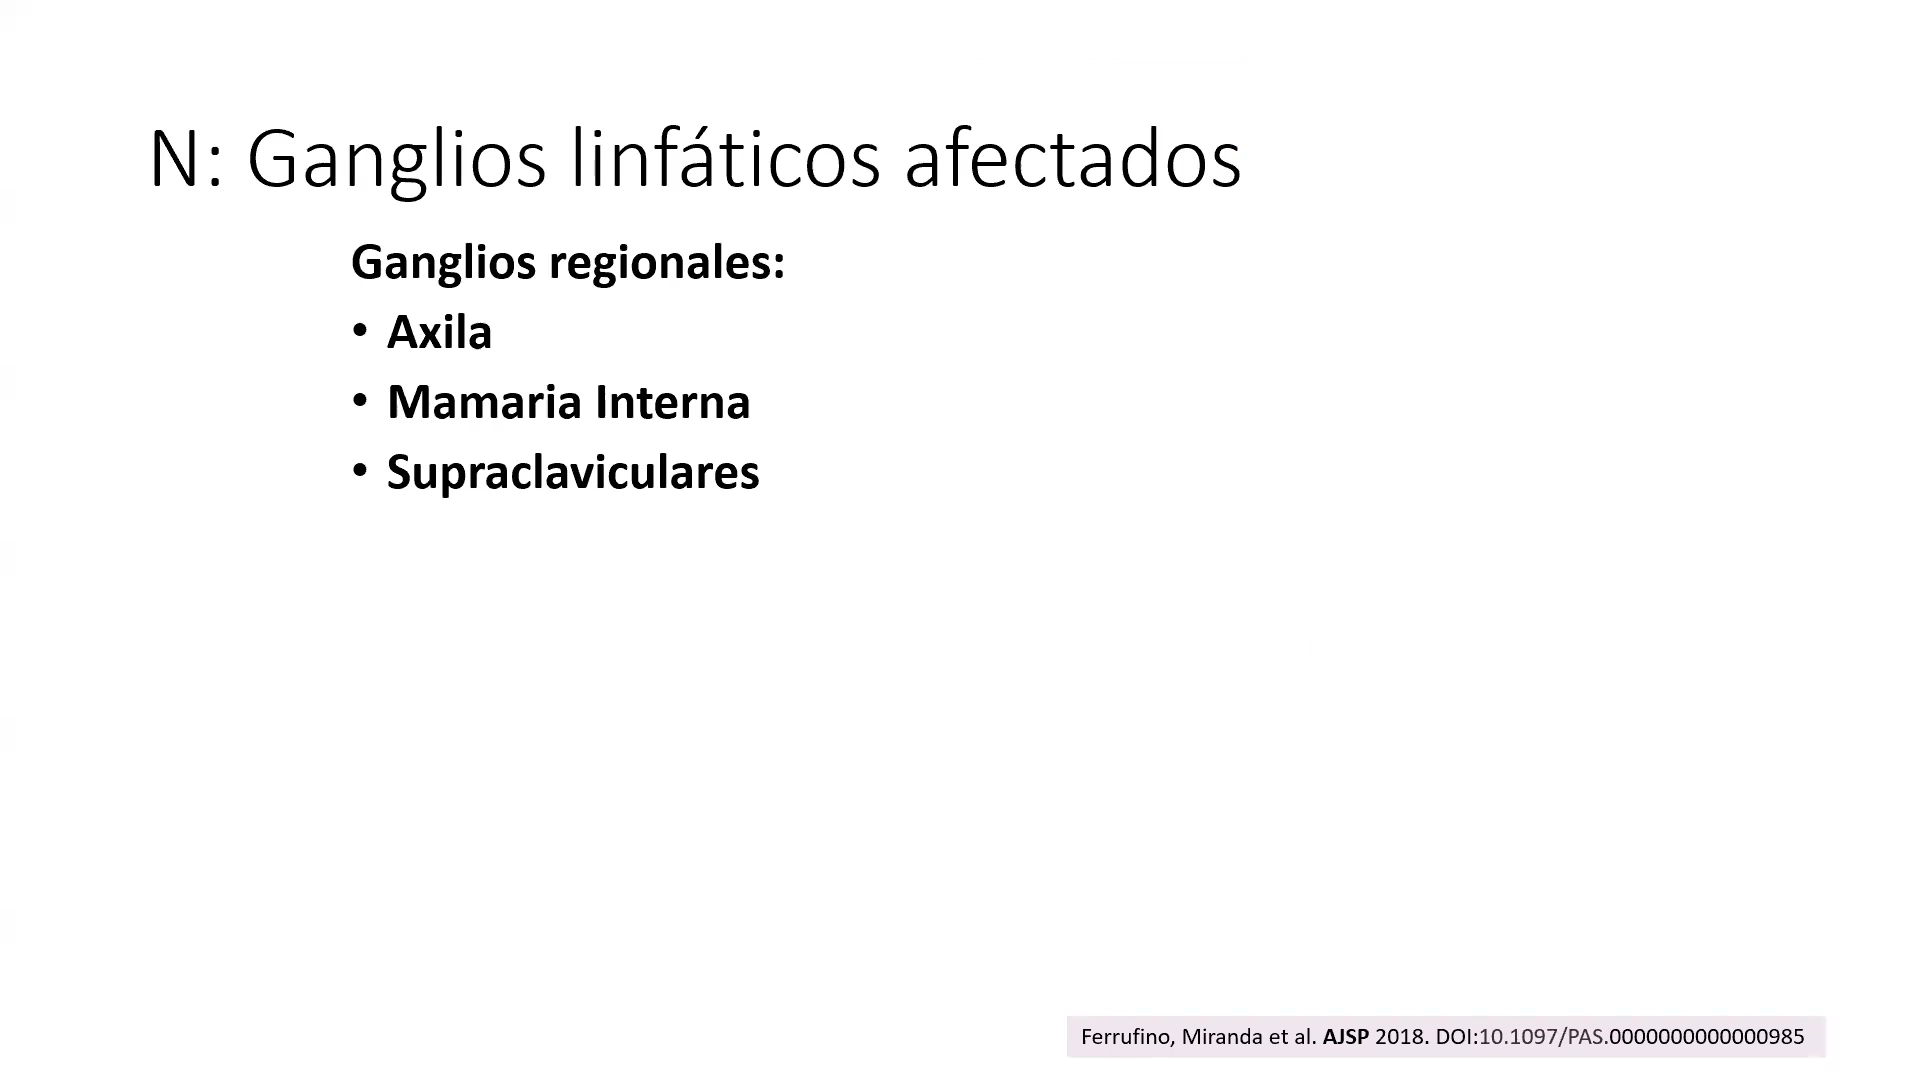 N: Ganglios linfáticos afectados
Ganglios regionales:
• Axila
• Mamaria Interna
• Supraclaviculares
Ferrufino, Miranda et al. AJSP 2018. DOI:10.1097/PAS.0000000000000985